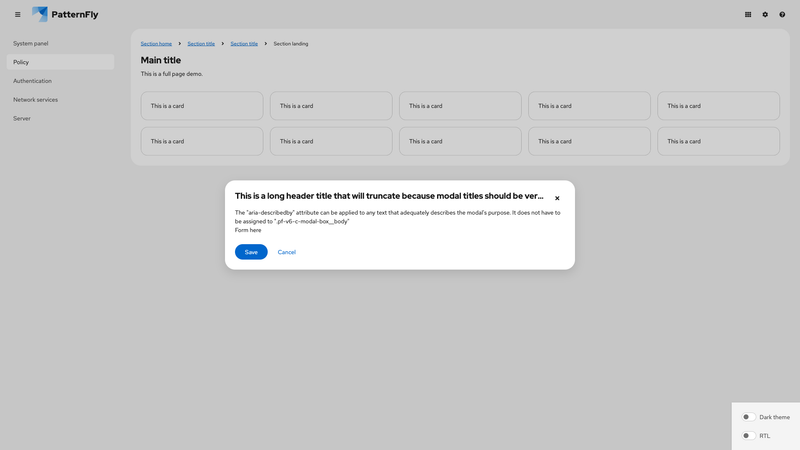 PatternFly
System panel
Policy
Authentication
Network services
Server
Section home
Section title
Section title
Section landing
Main title
This is a full page demo.
This is a card
This is a card
This is a card
This is a card
This is a card
This is a card
This is a card
This is a card
This is a card
This is a card
This is a long header title that will truncate because modal titles should be ver...
The "aria-describedby" attribute can be applied to any text that adequately describes the modal's purpose. It does not have to
be assigned to ".pf-v6-c-modal-box__body"
Form here
Save
Cancel
Dark theme
RTL